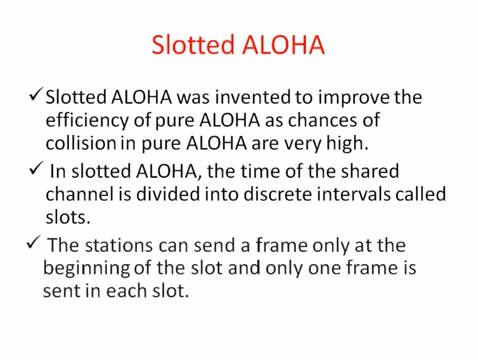 Slotted ALOHA
✓Slotted ALOHA was invented to improve the
efficiency of pure ALOHA as chances of
collision in pure ALOHA are very high.
✓ In slotted ALOHA, the time of the shared
channel is divided into discrete intervals called
slots.
✓ The stations can send a frame only at the
beginning of the slot and only one frame is
sent in each slot.